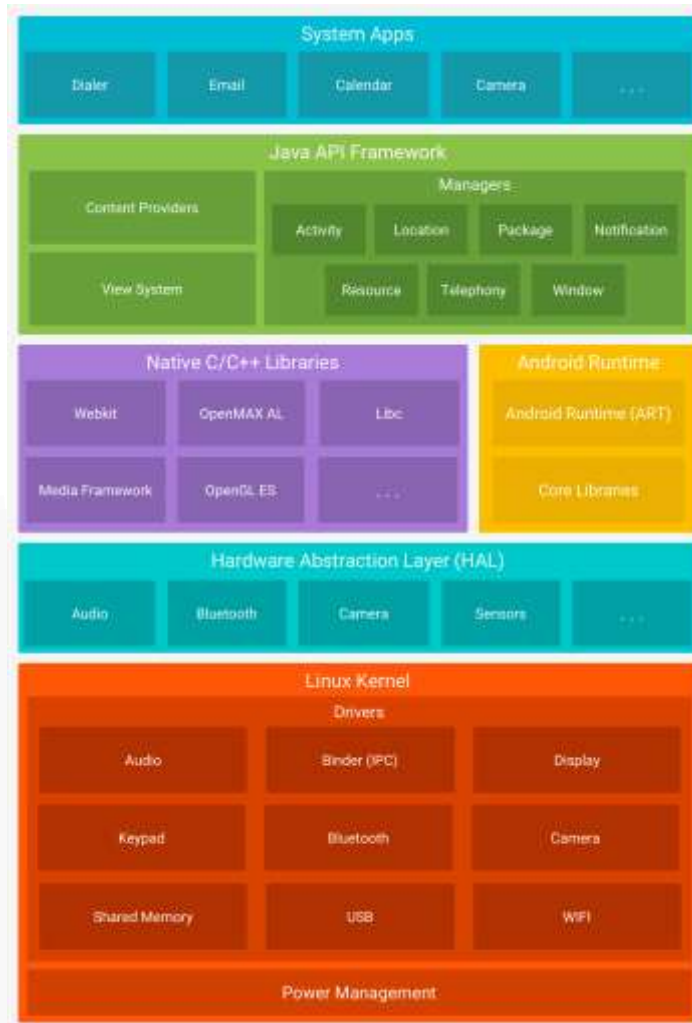 System Apps
Dialer Email Calendar Camera . . .
Java API Framework
Content Providers
View System
Managers
Activity Location Package Notification
Resource Telephony Window
Native C/C++ Libraries
Webkit OpenMAX AL Libc
Media Framework OpenGL ES . . .
Android Runtime
Android Runtime (ART)
Core Libraries
Hardware Abstraction Layer (HAL)
Audio Bluetooth Camera Sensors . . .
Linux Kernel
Drivers
Audio Binder (IPC) Display
Keypad Bluetooth Camera
Shared Memory USB WIFI
Power Management